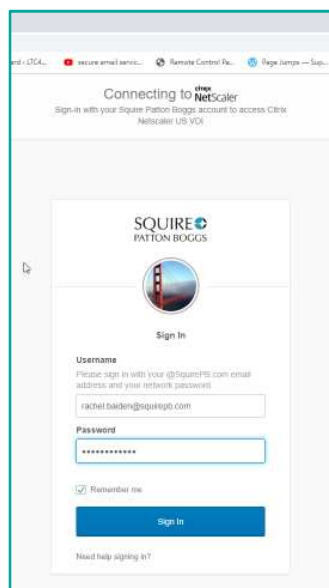 secure email servic...
Remote Control Pa...
Page Jumps — Sup...
Connecting to citrix NetScaler
Sign-in with your Squire Patton Boggs account to access Citrix
Netscaler US VDI
SQUIRE
PATTON BOGGS
Sign In
Username
Please sign in with your @SquirePB.com email
address and your network password
rachel.baiden@squirepb.com
Password
••••••••••••
Remember me
Sign In
Need help signing in?